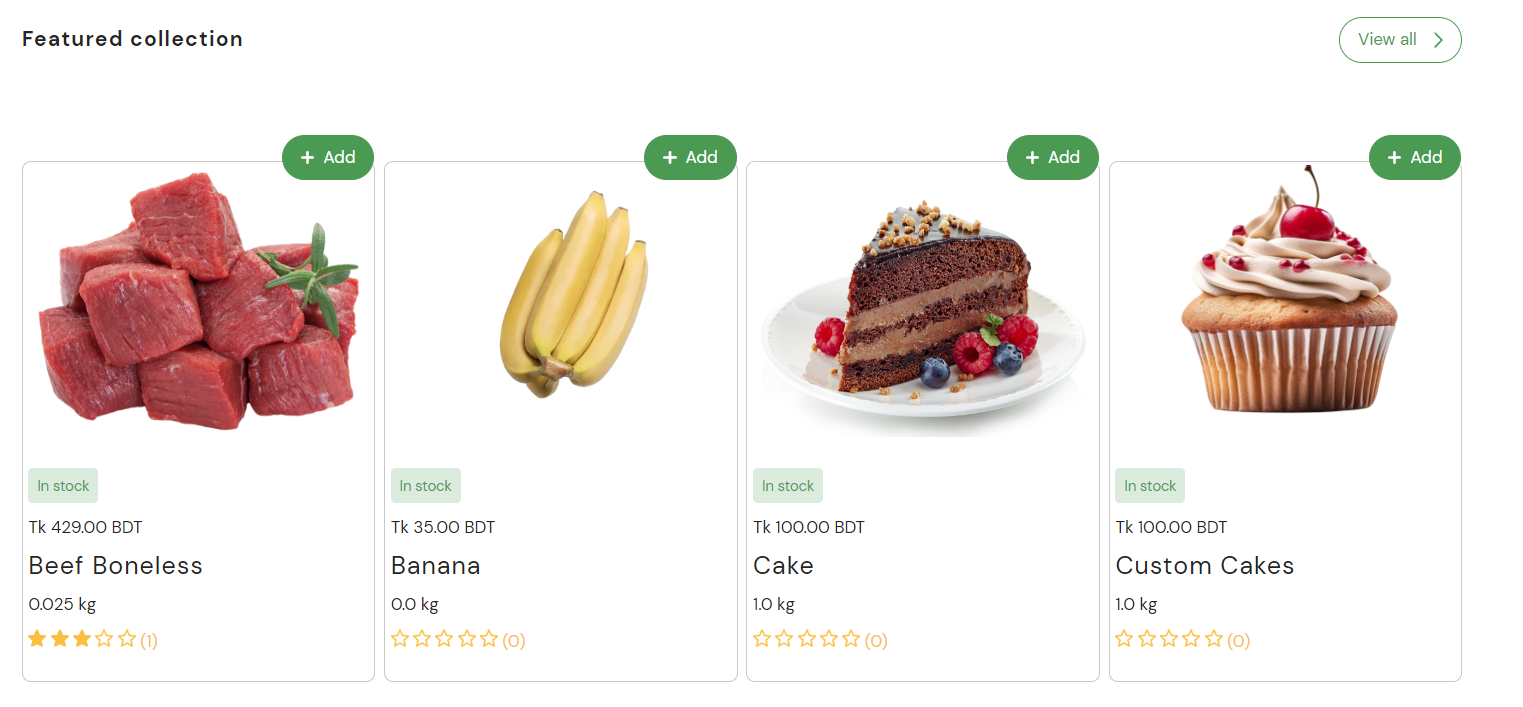 Featured collection
View all
+ Add
+ Add
+ Add
+ Add
In stock
Tk 429.00 BDT
Beef Boneless
0.025 kg
(1)
In stock
Tk 35.00 BDT
Banana
0.0 kg
(0)
In stock
Tk 100.00 BDT
Cake
1.0 kg
(0)
In stock
Tk 100.00 BDT
Custom Cakes
1.0 kg
(0)